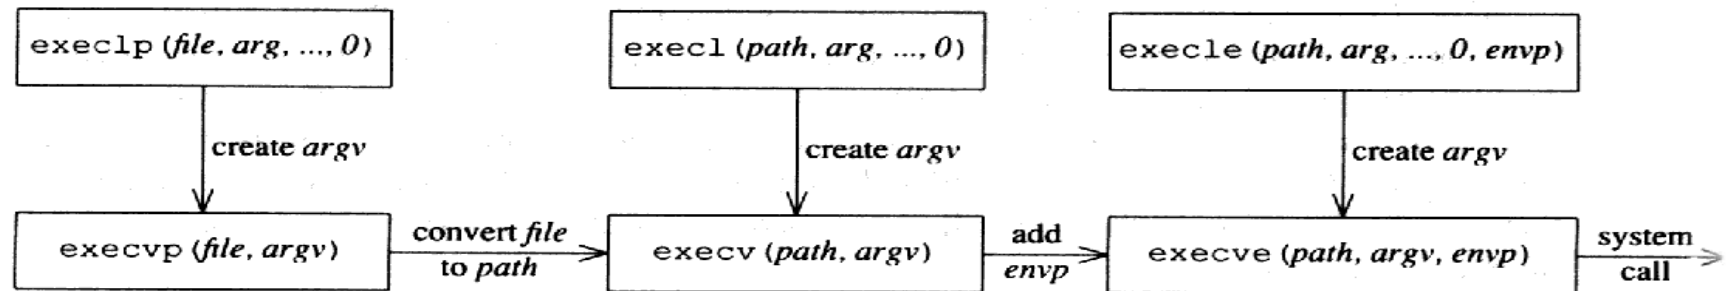 execlp (file, arg, ..., 0)
execl (path, arg, ..., 0)
execle (path, arg, ..., 0, envp)
create argv
create argv
create argv
execvp (file, argv)
convert file
to path
execv (path, argv)
add
envp
execve (path, argv, envp)
system
call